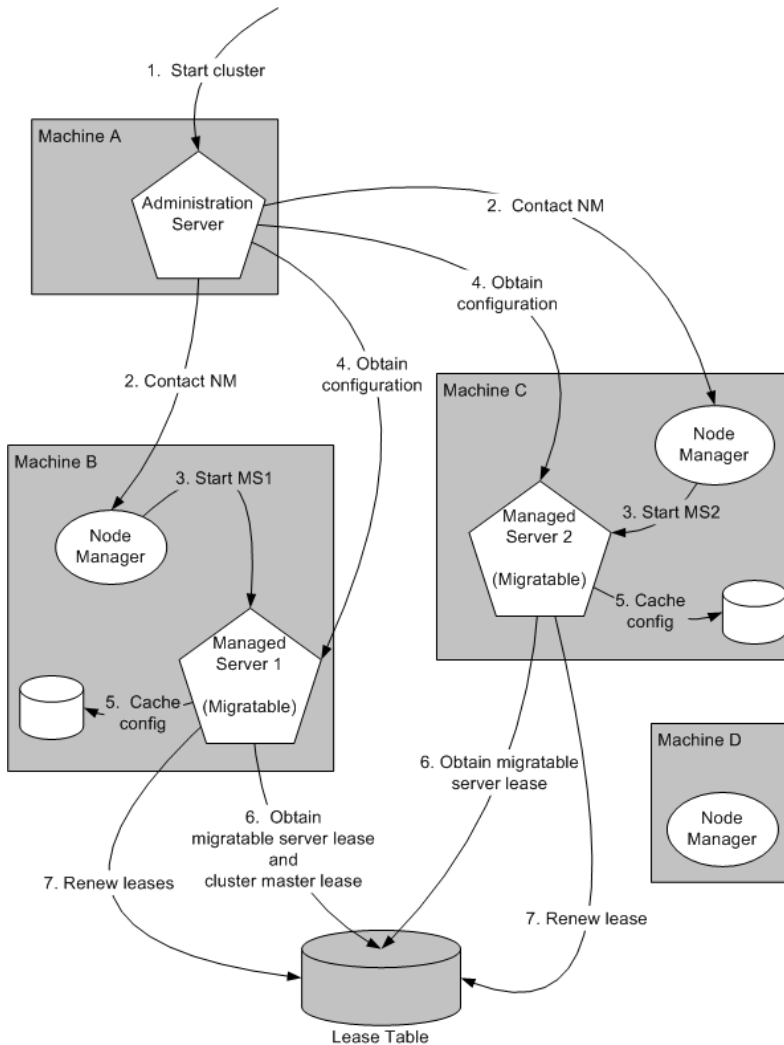 1. Start cluster
Machine A
Administration
Server
2. Contact NM
4. Obtain
configuration
2. Contact NM
4. Obtain
configuration
Machine C
Node
Manager
3. Start MS2
Managed
Server 2
(Migratable)
5. Cache
config
Machine B
3. Start MS1
Node
Manager
Managed
Server 1
(Migratable)
5. Cache
config
6. Obtain migratable
server lease
Machine D
Node
Manager
6. Obtain
migratable server lease
and
cluster master lease
7. Renew leases
7. Renew lease
Lease Table